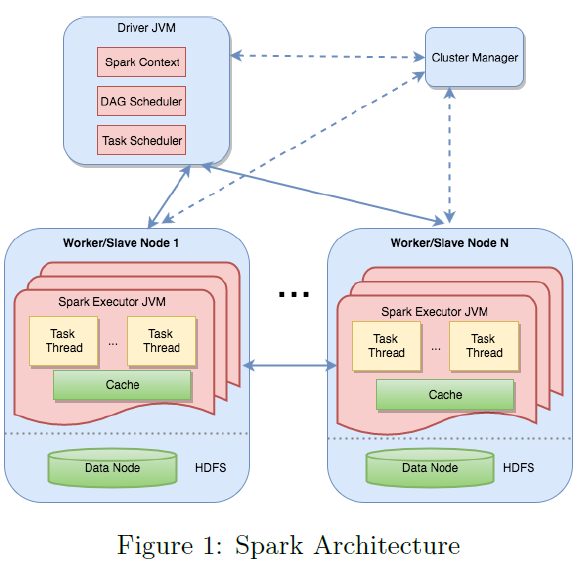 Driver JVM
Spark Context
DAG Scheduler
Task Scheduler
Cluster Manager
Worker/Slave Node 1
Spark Executor JVM
Task
Thread
...
Task
Thread
Cache
Data Node
HDFS
...
Worker/Slave Node N
Spark Executor JVM
Task
Thread
...
Task
Thread
Cache
Data Node
HDFS
Figure 1: Spark Architecture